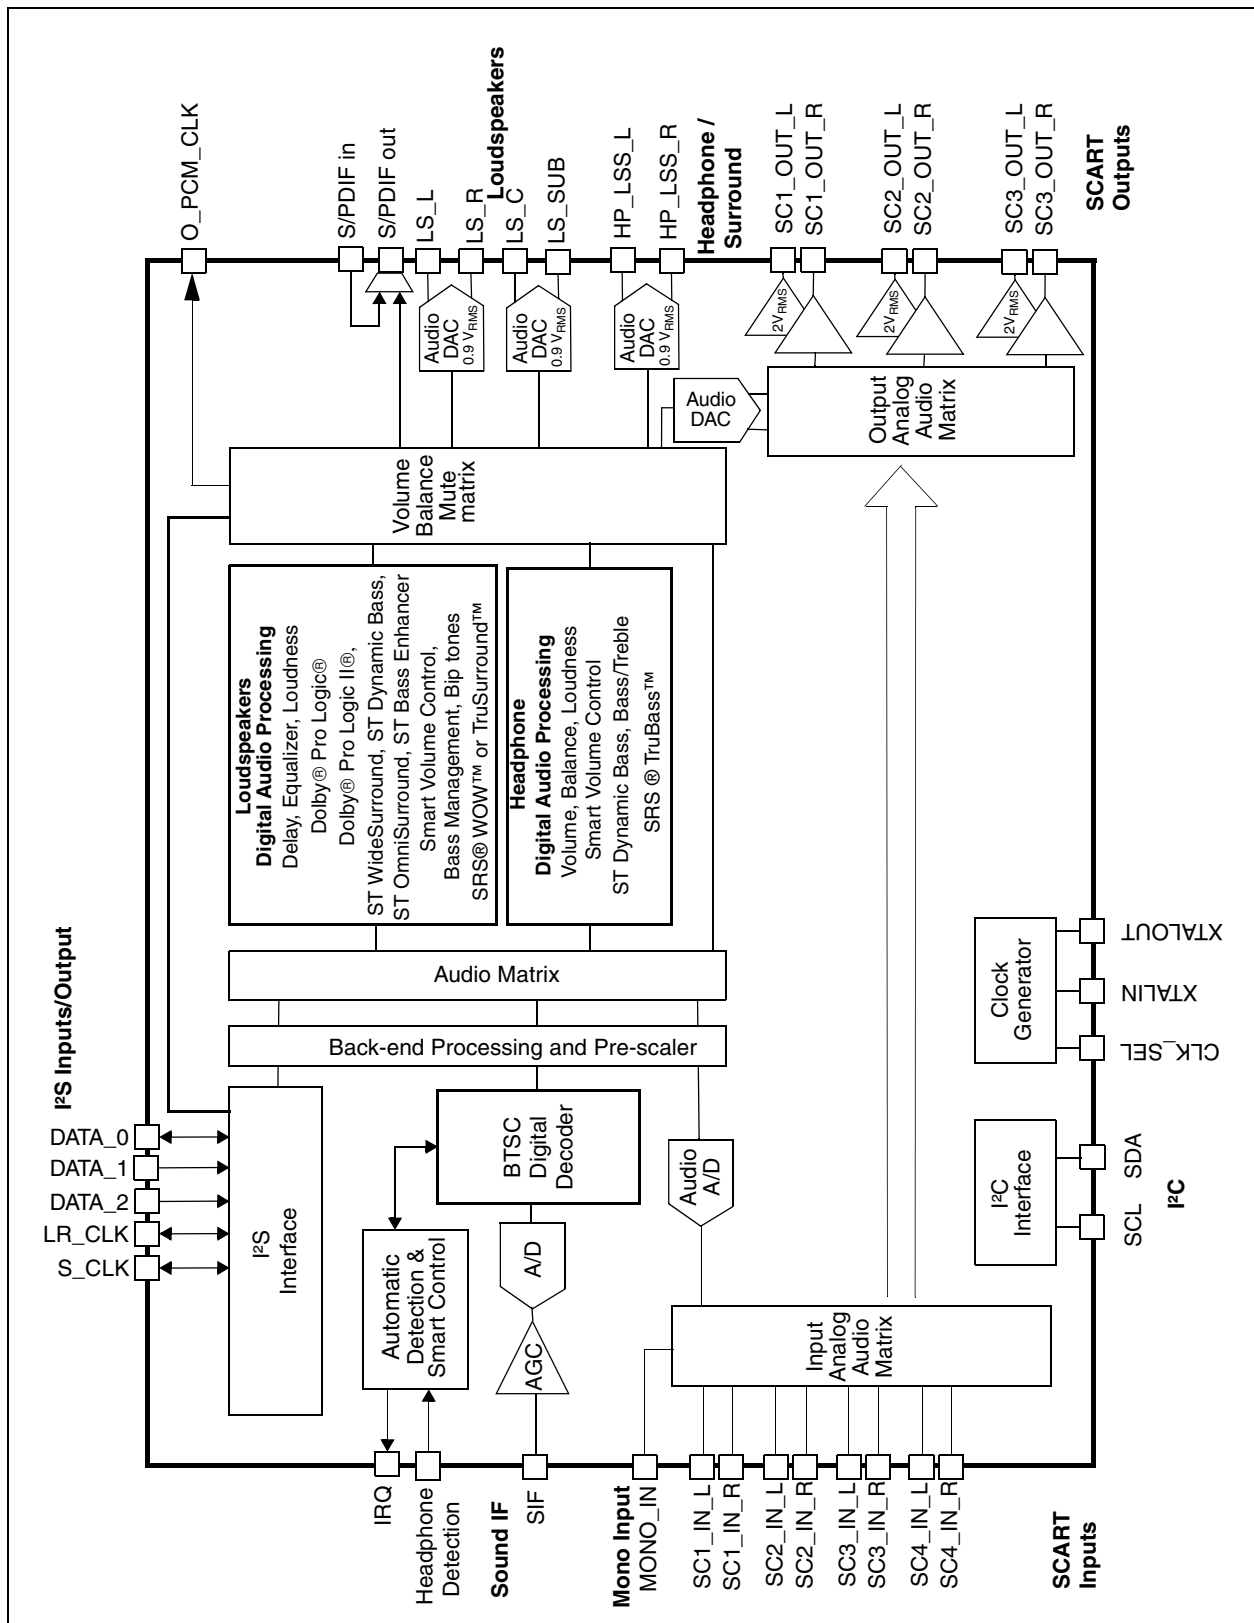 I²S Inputs/Output
DATA_0
DATA_1
DATA_2
LR_CLK
S_CLK
I²S
Interface
IRQ
Headphone
Detection
Automatic
Detection &
Smart Control
Sound IF
SIF
AGC
A/D
BTSC
Digital
Decoder
Mono Input
MONO_IN
SC1_IN_L
SC1_IN_R
SC2_IN_L
SC2_IN_R
SC3_IN_L
SC3_IN_R
SC4_IN_L
SC4_IN_R
SCART
Inputs
Input
Analog
Audio
Matrix
Audio
A/D
Back-end Processing and Pre-scaler
Audio Matrix
Loudspeakers
Digital Audio Processing
Delay, Equalizer, Loudness
Dolby® Pro Logic®
Dolby® Pro Logic II®,
ST WideSurround, ST Dynamic Bass,
ST OmniSurround, ST Bass Enhancer
Smart Volume Control,
Bass Management, Bip tones
SRS® WOW™ or TruSurround™
Headphone
Digital Audio Processing
Volume, Balance, Loudness
Smart Volume Control
ST Dynamic Bass, Bass/Treble
SRS ® TruBass™
Volume
Balance
Mute
matrix
O_PCM_CLK
S/PDIF in
S/PDIF out
Audio
DAC
0.9 VRMS
LS_L
LS_R
Loudspeakers
Audio
DAC
0.9 VRMS
LS_C
LS_SUB
Audio
DAC
0.9 VRMS
HP_LSS_L
HP_LSS_R
Headphone /
Surround
Audio
DAC
Output
Analog
Audio
Matrix
2VRMS
SC1_OUT_L
SC1_OUT_R
2VRMS
SC2_OUT_L
SC2_OUT_R
2VRMS
SC3_OUT_L
SC3_OUT_R
SCART
Outputs
I²C
Interface
SCL
SDA
I²C
Clock
Generator
CLK_SEL
XTALIN
XTALOUT